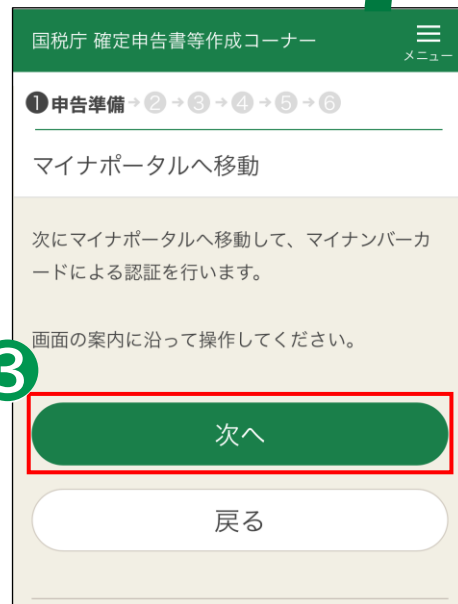 国税庁 確定申告書等作成コーナー
メニュー
❶申告準備→②→③→④→⑤→⑥
マイナポータルへ移動
次にマイナポータルへ移動して、マイナンバーカ
ードによる認証を行います。
画面の案内に沿って操作してください。
3
次へ
戻る